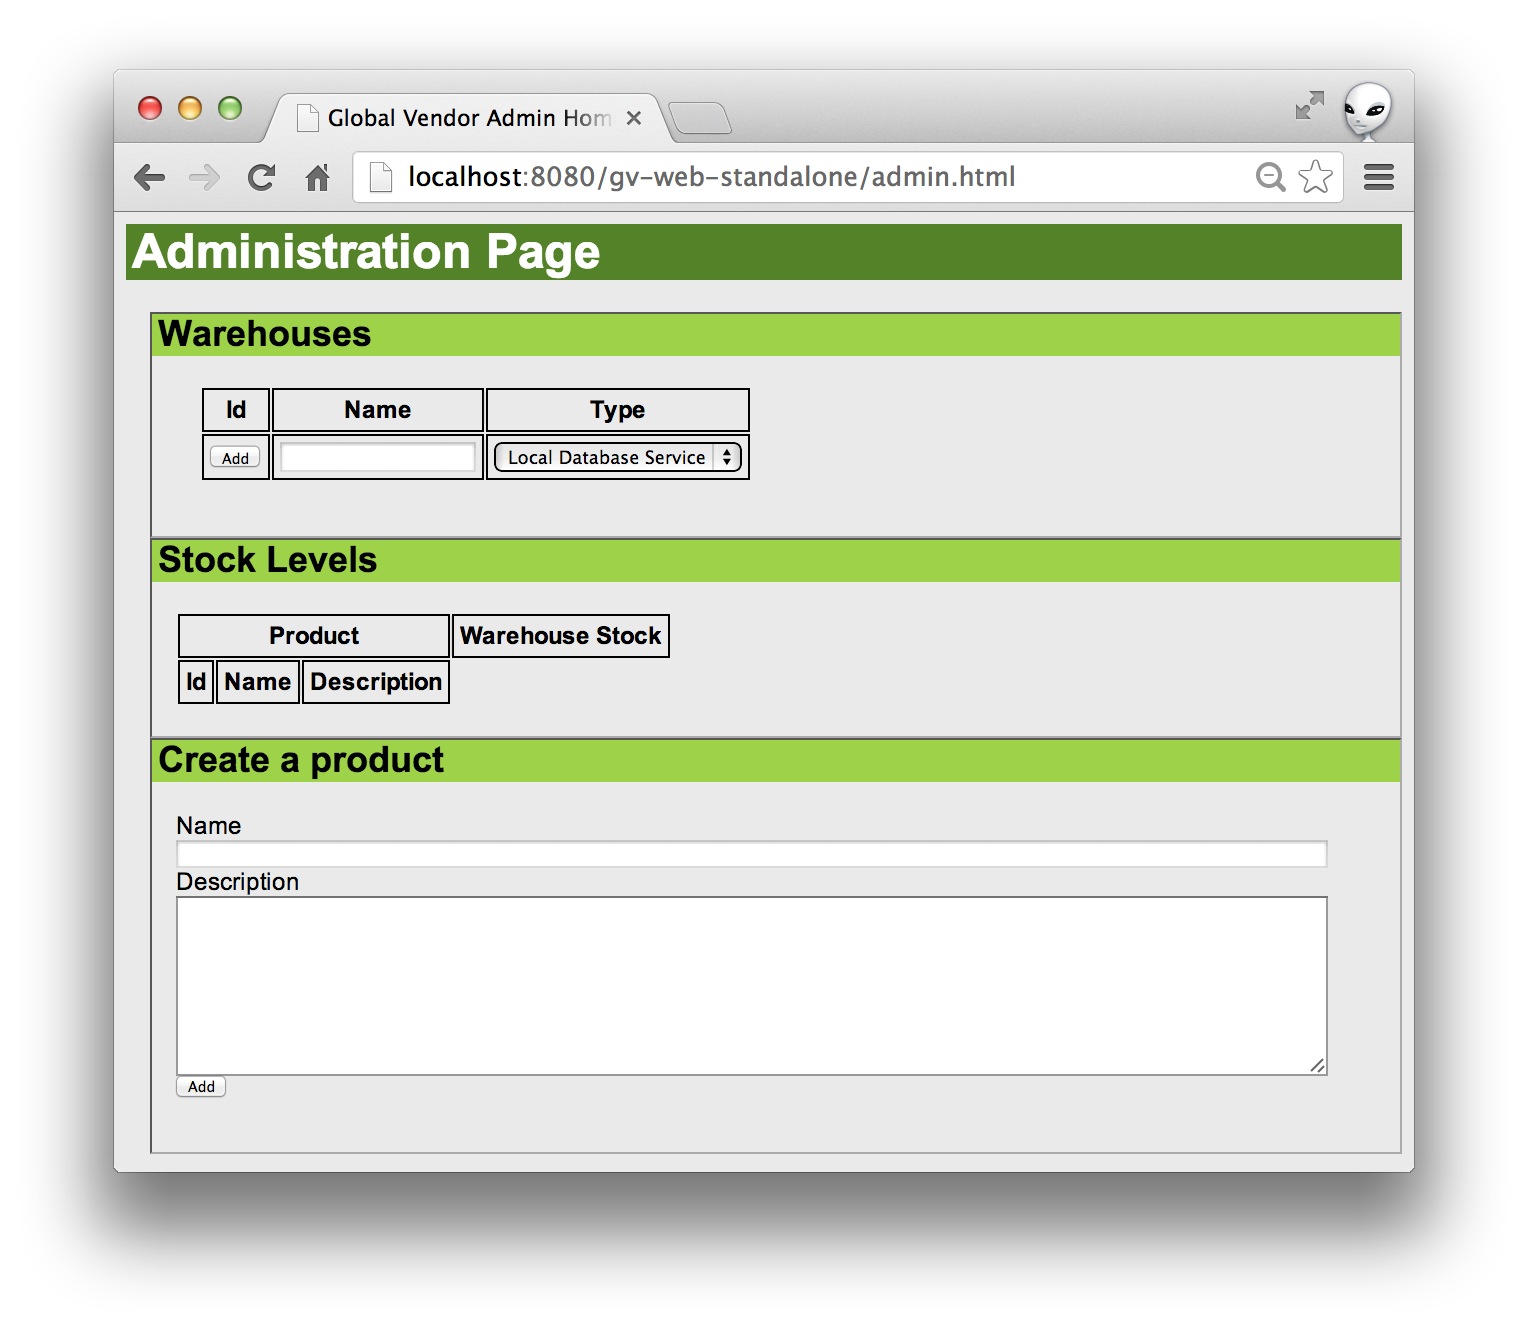 Global Vendor Admin Hom
localhost:8080/gv-web-standalone/admin.html
Administration Page
Warehouses
Id Name Type
Add Local Database Service
Stock Levels
Product Warehouse Stock
Id Name Description
Create a product
Name
Description
Add